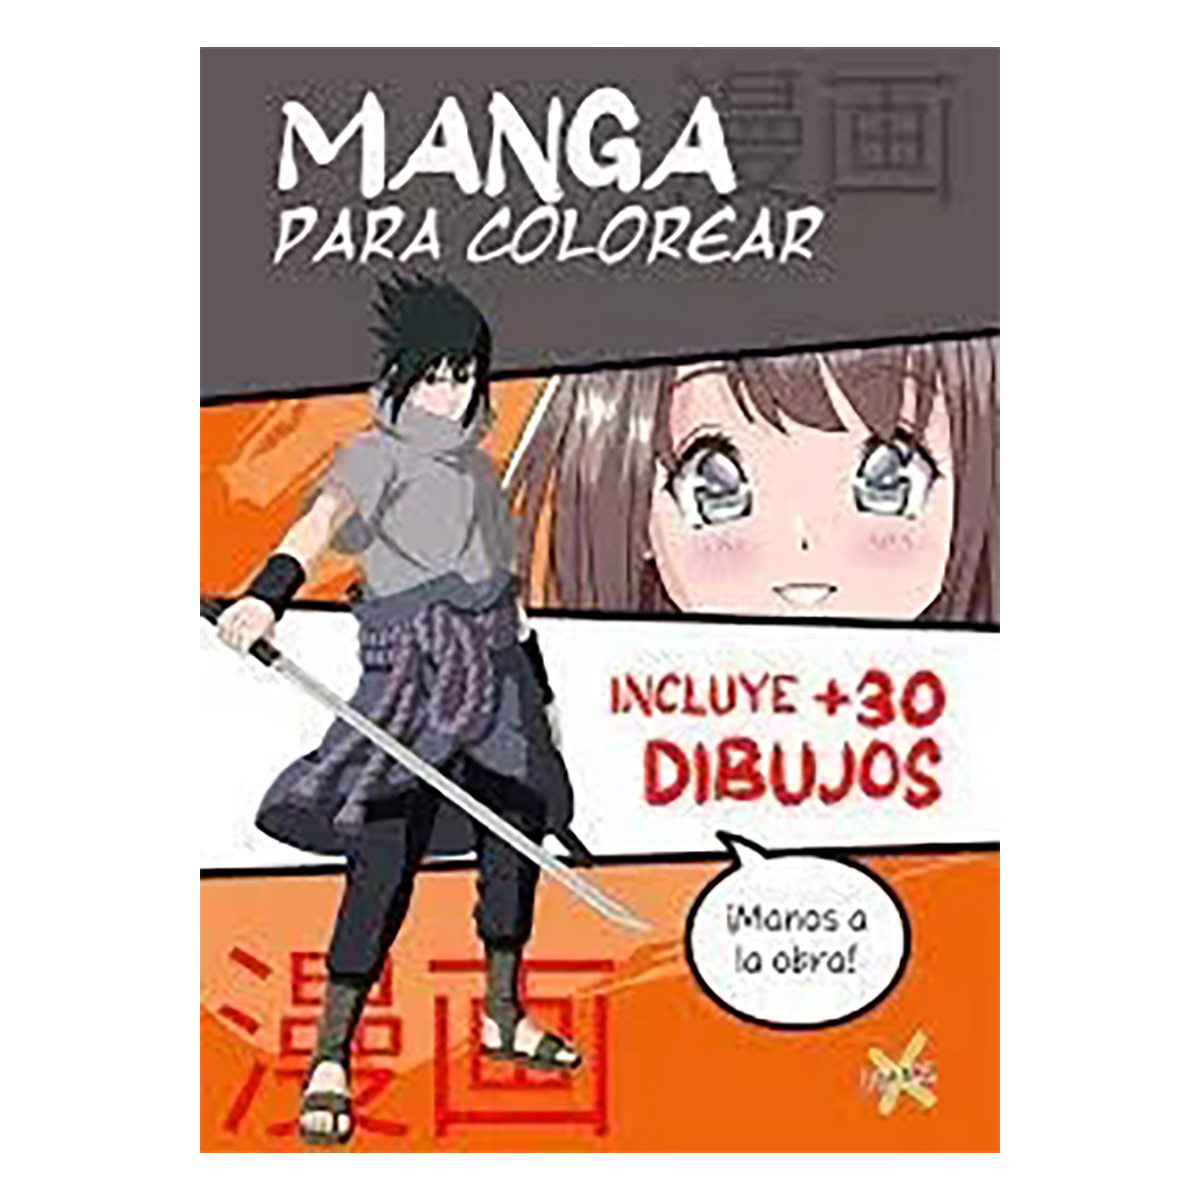 MANGA
漫画
PARA COLOREAR
INCLUYE +30
DIBUJOS
¡Manos a
la obra!
漫画